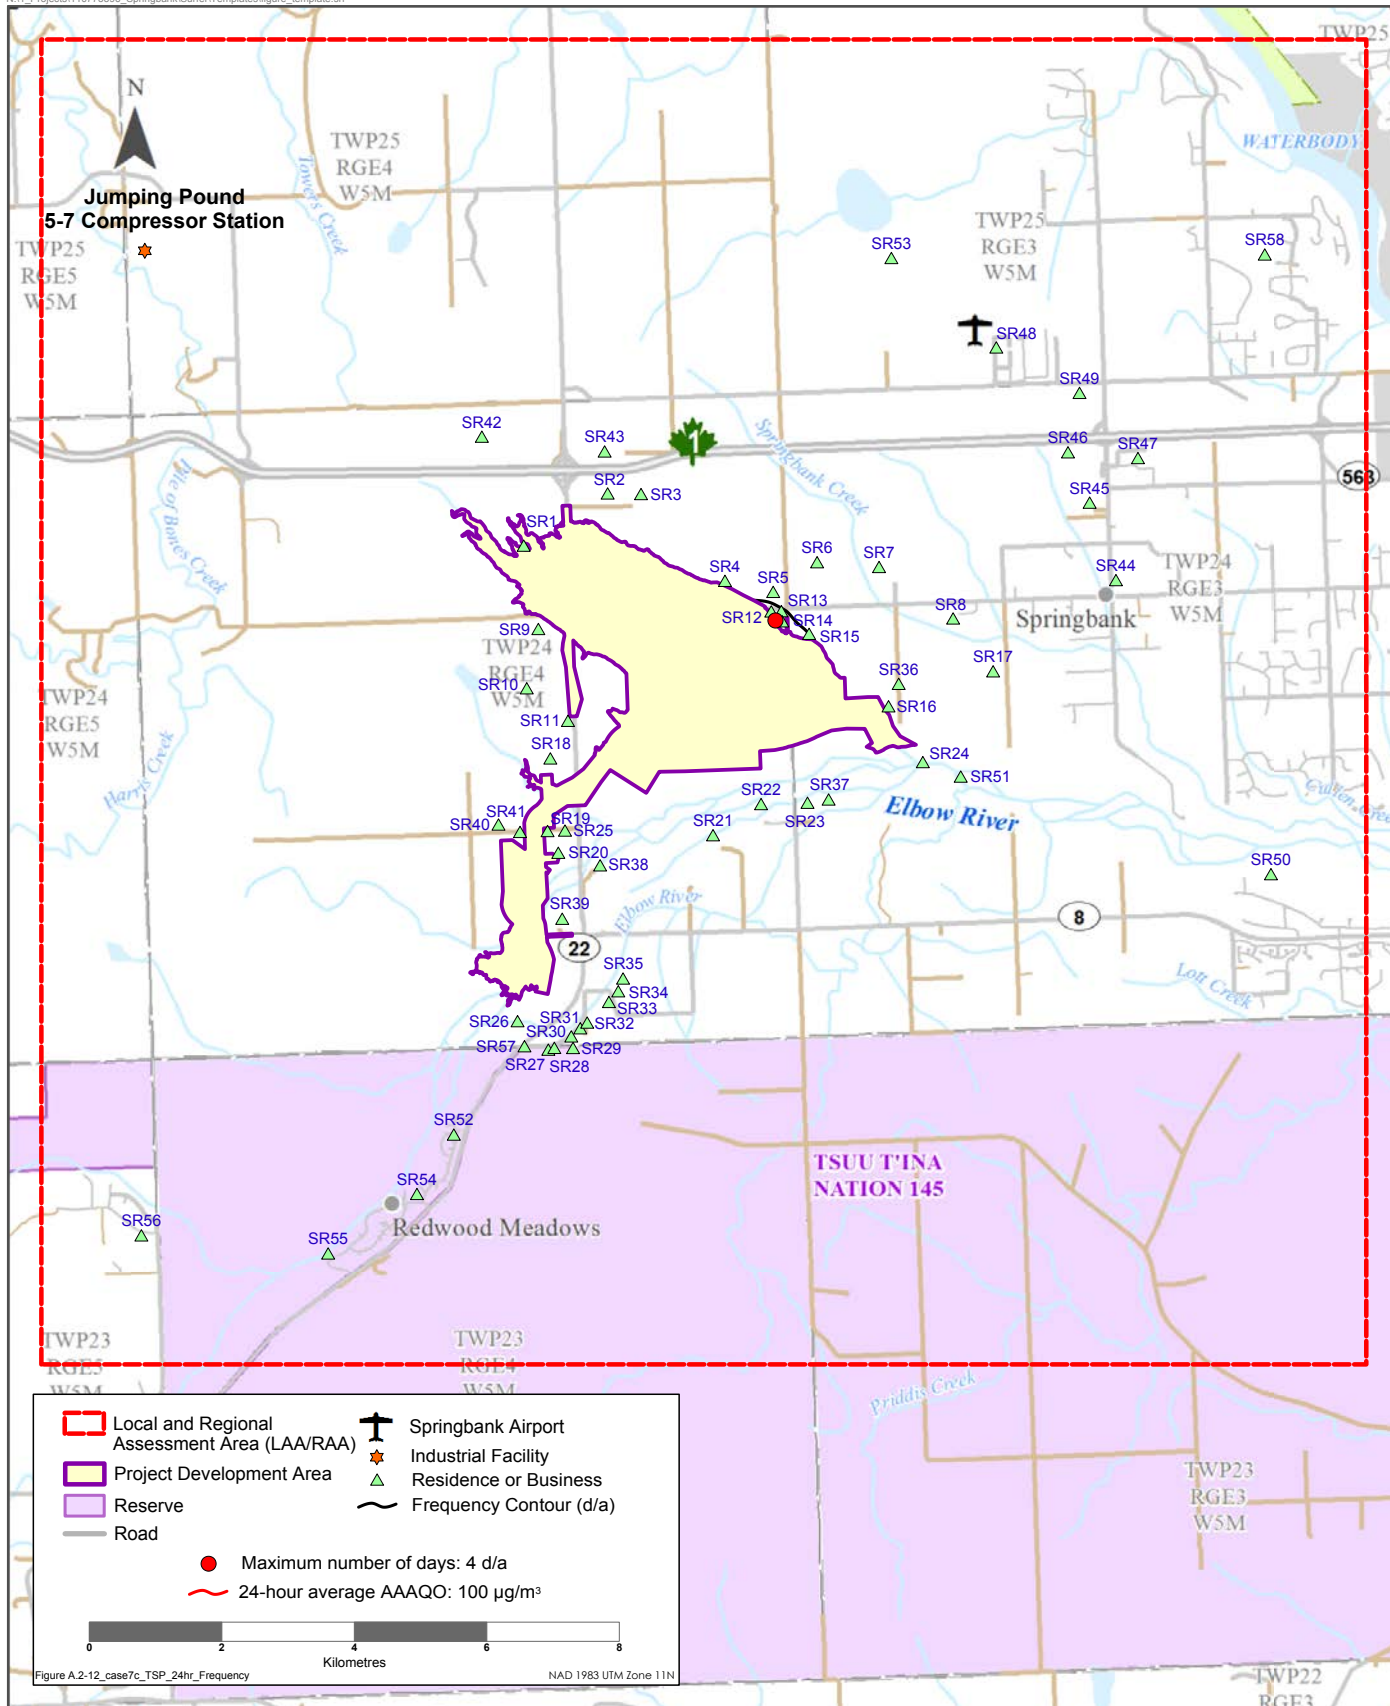 TWP25
N
TWP25
RGE4
W5M
Towers Creek
WATERBODY
Jumping Pound
5-7 Compressor Station
TWP25
RGE5
W5M
TWP25
RGE3
W5M
SR53
SR58
SR48
SR49
SR42
SR43
1
Springbank Creek
SR46
SR47
563
Pile of Bones Creek
SR2
SR3
SR45
SR1
SR6
SR7
SR4
SR5
SR44
TWP24
RGE3
W5M
SR13
SR12
SR14
SR15
SR8
Springbank
SR9
TWP24
RGE4
W5M
SR10
SR17
SR36
SR16
TWP24
RGE5
W5M
SR11
SR18
SR24
SR51
Harris Creek
SR37
SR22
SR23
Elbow River
Cullen Creek
SR41
SR40
SR19
SR25
SR21
SR20
SR38
SR50
Elbow River
SR39
8
22
SR35
SR34
SR33
Lott Creek
SR26
SR31
SR32
SR30
SR57
SR29
SR27
SR28
SR52
TSUU T'INA
NATION 145
SR54
Redwood Meadows
SR56
SR55
TWP23
RGE5
W5M
TWP23
RGE4
W5M
Priddis Creek
TWP23
RGE3
W5M
TWP22
RGE3
Local and Regional
Assessment Area (LAA/RAA)
Project Development Area
Reserve
Road
Springbank Airport
Industrial Facility
Residence or Business
Frequency Contour (d/a)
Maximum number of days: 4 d/a
24-hour average AAAQO: 100 µg/m³
0 2 4 6 8
Kilometres
Figure A.2-12_case7c_TSP_24hr_Frequency
NAD 1983 UTM Zone 11N